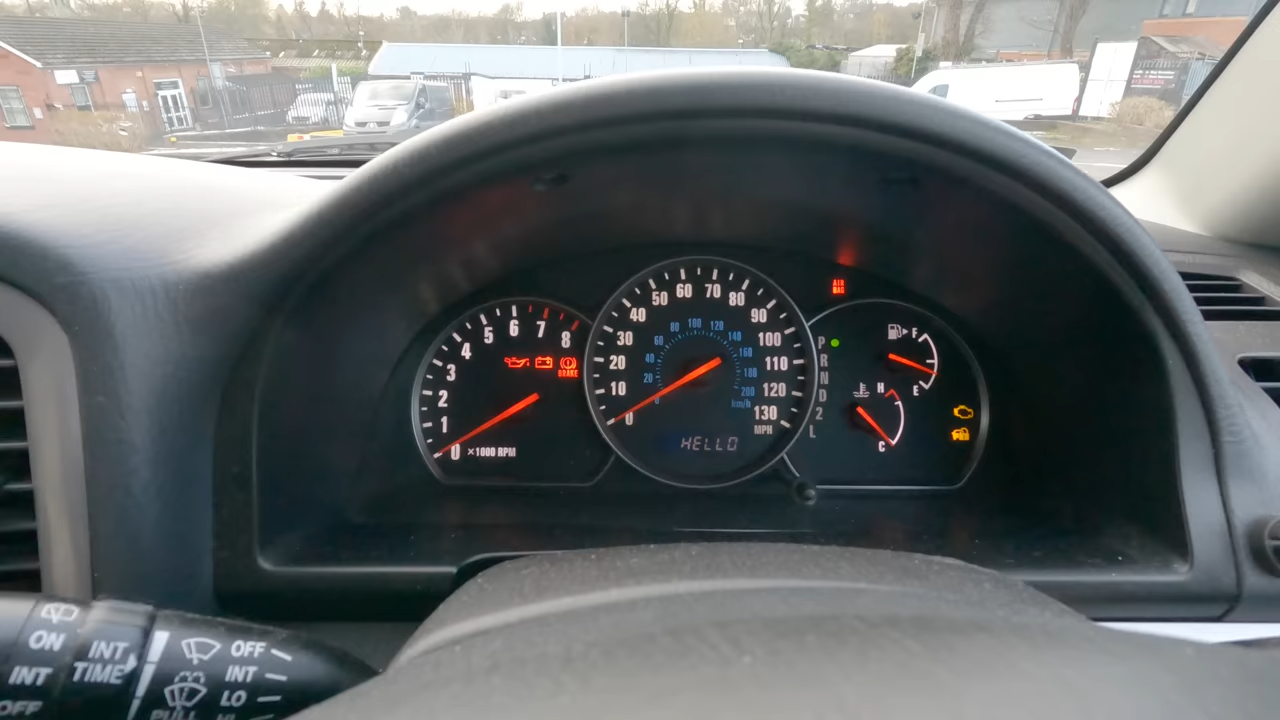 AIR
BAG
0
1
2
3
4
5
6
7
8
×1000 RPM
BRAKE
0
10
20
30
40
50
60
70
80
90
100
110
120
130
MPH
20
40
60
80
100
120
140
160
180
200
km/h
HELLO
P
R
N
D
2
L
F
E
H
C
ON
INT
OFF
INT
TIME
OFF
INT
LO
PULL